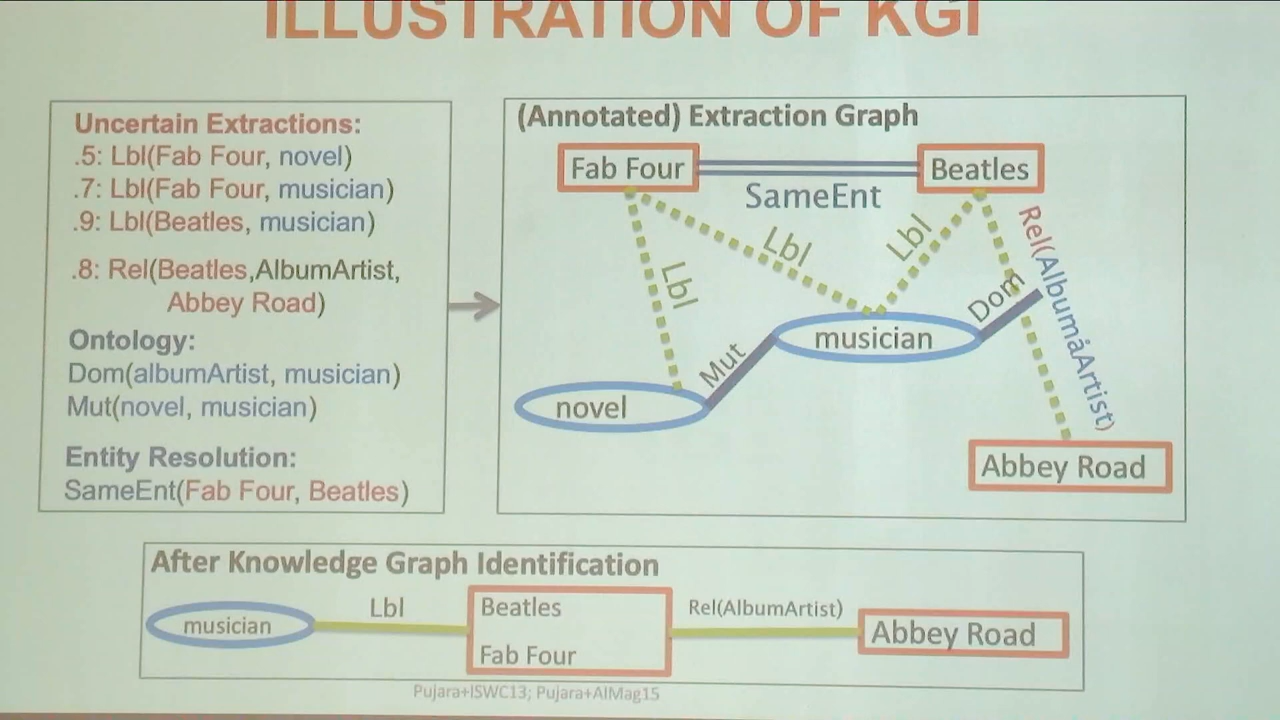 ILLUSTRATION OF KGI
Uncertain Extractions:
.5: Lbl(Fab Four, novel)
.7: Lbl(Fab Four, musician)
.9: Lbl(Beatles, musician)
.8: Rel(Beatles,AlbumArtist,
Abbey Road)
Ontology:
Dom(albumArtist, musician)
Mut(novel, musician)
Entity Resolution:
SameEnt(Fab Four, Beatles)
(Annotated) Extraction Graph
Fab Four
Beatles
SameEnt
Lbl
Lbl
Lbl
Rel(AlbumåArtist)
Dom
musician
Mut
novel
Abbey Road
After Knowledge Graph Identification
musician
Lbl
Beatles
Fab Four
Rel(AlbumArtist)
Abbey Road
Pujara+ISWC13; Pujara+AIMag15